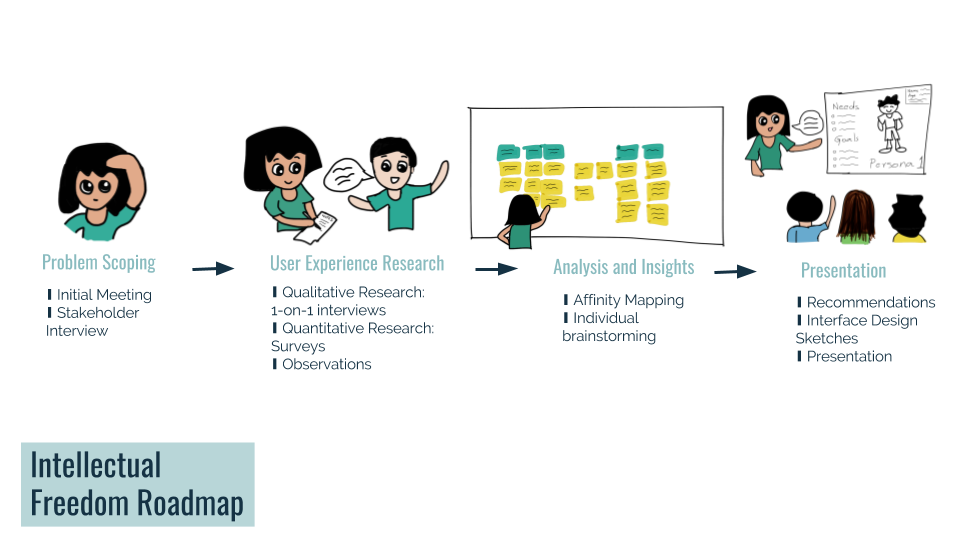 Needs
Goals
Persona 1
Problem Scoping
❚ Initial Meeting
❚ Stakeholder
Interview
User Experience Research
❚ Qualitative Research:
1-on-1 interviews
❚ Quantitative Research:
Surveys
❚ Observations
Analysis and Insights
❚ Affinity Mapping
❚ Individual
brainstorming
Presentation
❚ Recommendations
❚ Interface Design
Sketches
❚ Presentation
Intellectual
Freedom Roadmap